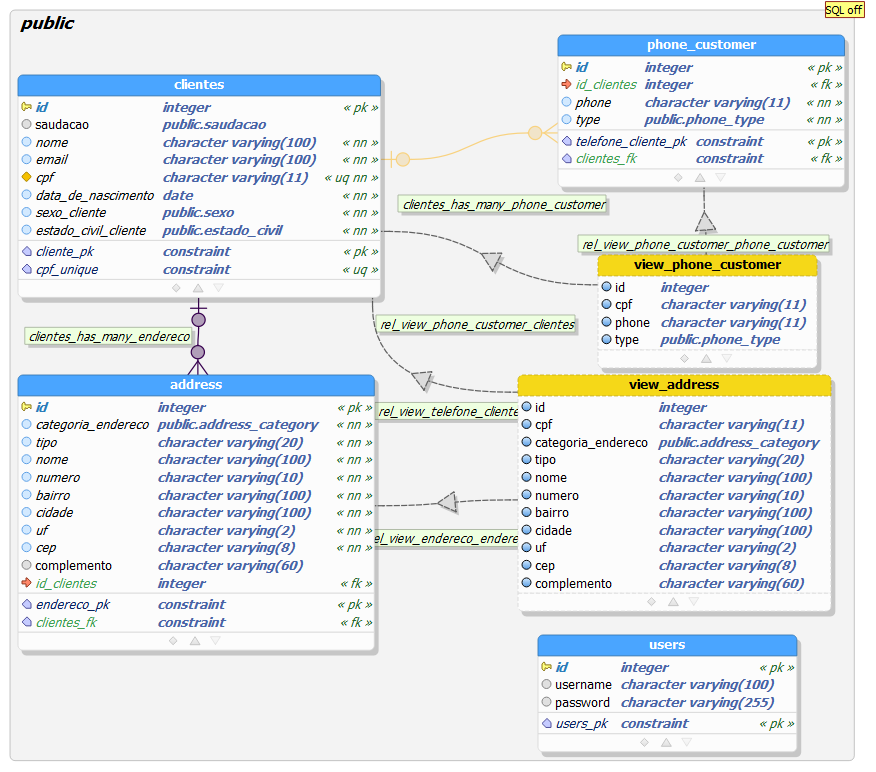 SQL off
public
clientes
id integer « pk »
saudacao public.saudacao
nome character varying(100) « nn »
email character varying(100) « nn »
cpf character varying(11) « uq nn »
data_de_nascimento date « nn »
sexo_cliente public.sexo « nn »
estado_civil_cliente public.estado_civil « nn »
cliente_pk constraint « pk »
cpf_unique constraint « uq »
phone_customer
id integer « pk »
id_clientes integer « fk »
phone character varying(11) « nn »
type public.phone_type « nn »
telefone_cliente_pk constraint « pk »
clientes_fk constraint « fk »
clientes_has_many_phone_customer
rel_view_phone_customer_phone_customer
view_phone_customer
id integer
cpf character varying(11)
phone character varying(11)
type public.phone_type
rel_view_phone_customer_clientes
clientes_has_many_endereco
address
id integer « pk »
categoria_endereco public.address_category « nn »
tipo character varying(20) « nn »
nome character varying(100) « nn »
numero character varying(10) « nn »
bairro character varying(100) « nn »
cidade character varying(100) « nn »
uf character varying(2) « nn »
cep character varying(8) « nn »
complemento character varying(60)
id_clientes integer « fk »
endereco_pk constraint « pk »
clientes_fk constraint « fk »
rel_view_telefone_cliente
el_view_endereco_endere
view_address
id integer
cpf character varying(11)
categoria_endereco public.address_category
tipo character varying(20)
nome character varying(100)
numero character varying(10)
bairro character varying(100)
cidade character varying(100)
uf character varying(2)
cep character varying(8)
complemento character varying(60)
users
id integer « pk »
username character varying(100)
password character varying(255)
users_pk constraint « pk »